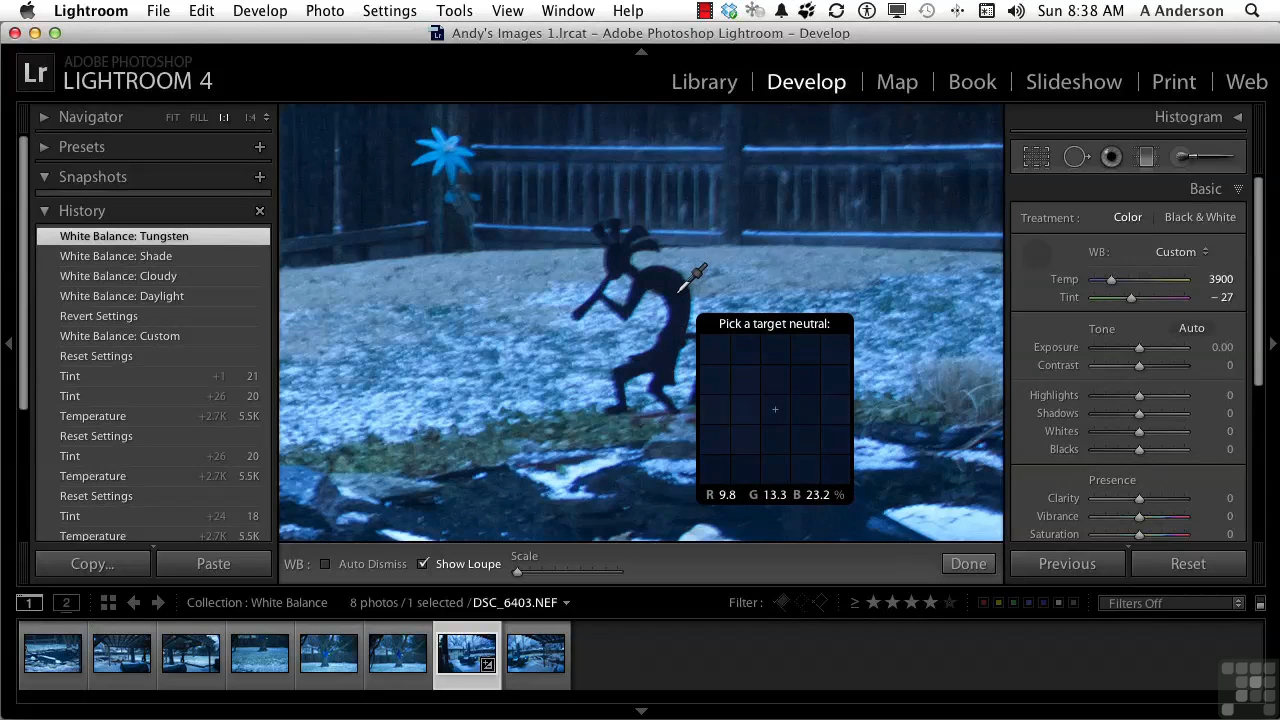 Lightroom File Edit Develop Photo Settings Tools View Window Help Sun 8:38 AM A Anderson
Andy's Images 1.lrcat – Adobe Photoshop Lightroom – Develop
Lr ADOBE PHOTOSHOP
LIGHTROOM 4
Library | Develop | Map | Book | Slideshow | Print | Web
Navigator FIT FILL 1:1 1:4
Presets
Snapshots
History
White Balance: Tungsten
White Balance: Shade
White Balance: Cloudy
White Balance: Daylight
Revert Settings
White Balance: Custom
Reset Settings
Tint +1 21
Tint +26 20
Temperature +2.7K 5.5K
Reset Settings
Tint +26 20
Temperature +2.7K 5.5K
Reset Settings
Tint +24 18
Temperature +2.7K 5.5K
Copy... Paste
Pick a target neutral:
R 9.8 G 13.3 B 23.2 %
WB : Auto Dismiss Show Loupe Scale Done
Histogram
Basic
Treatment : Color Black & White
WB : Custom
Temp 3900
Tint – 27
Tone Auto
Exposure 0.00
Contrast 0
Highlights 0
Shadows 0
Whites 0
Blacks 0
Presence
Clarity 0
Vibrance 0
Saturation 0
Previous Reset
1 2 Collection : White Balance 8 photos / 1 selected / DSC_6403.NEF Filter : ≥ ★★★★★ Filters Off